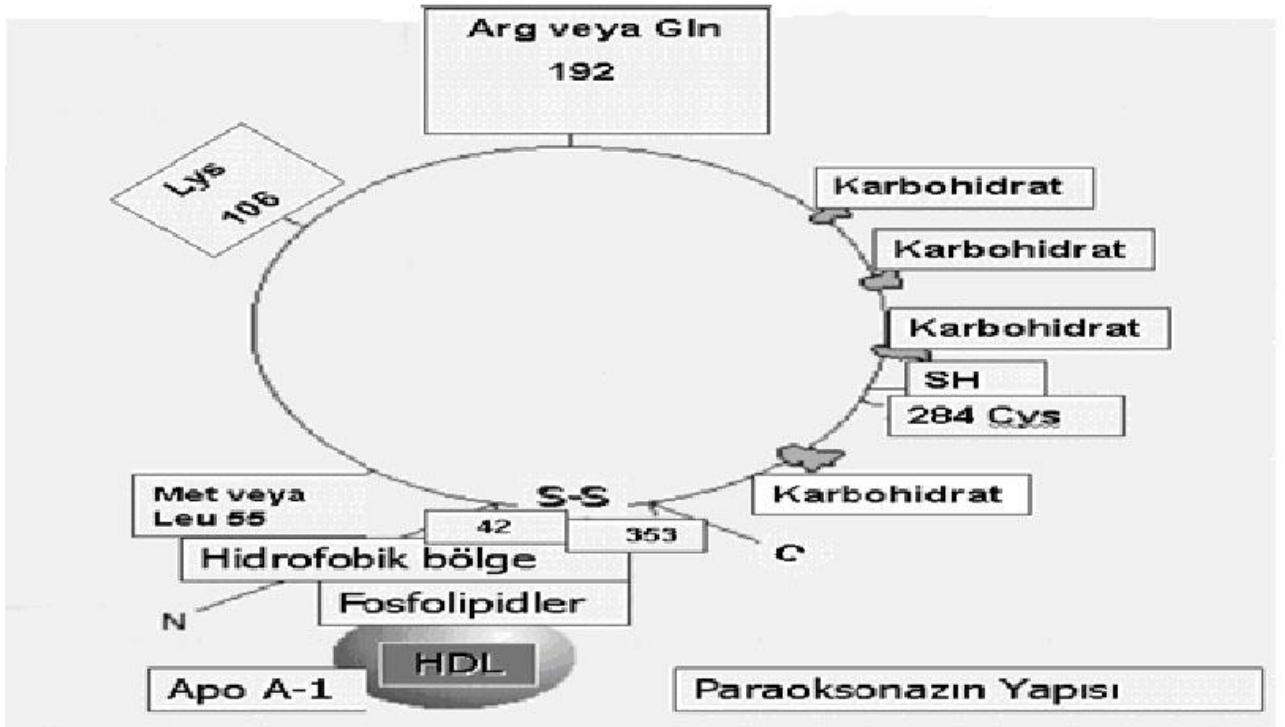 Arg veya Gln
192
Lys
106
Karbohidrat
Karbohidrat
Karbohidrat
SH
284 Cys
Karbohidrat
Met veya
Leu 55
S-S
42
353
C
Hidrofobik bölge
Fosfolipidler
N
HDL
Apo A-1
Paraoksonazın Yapısı